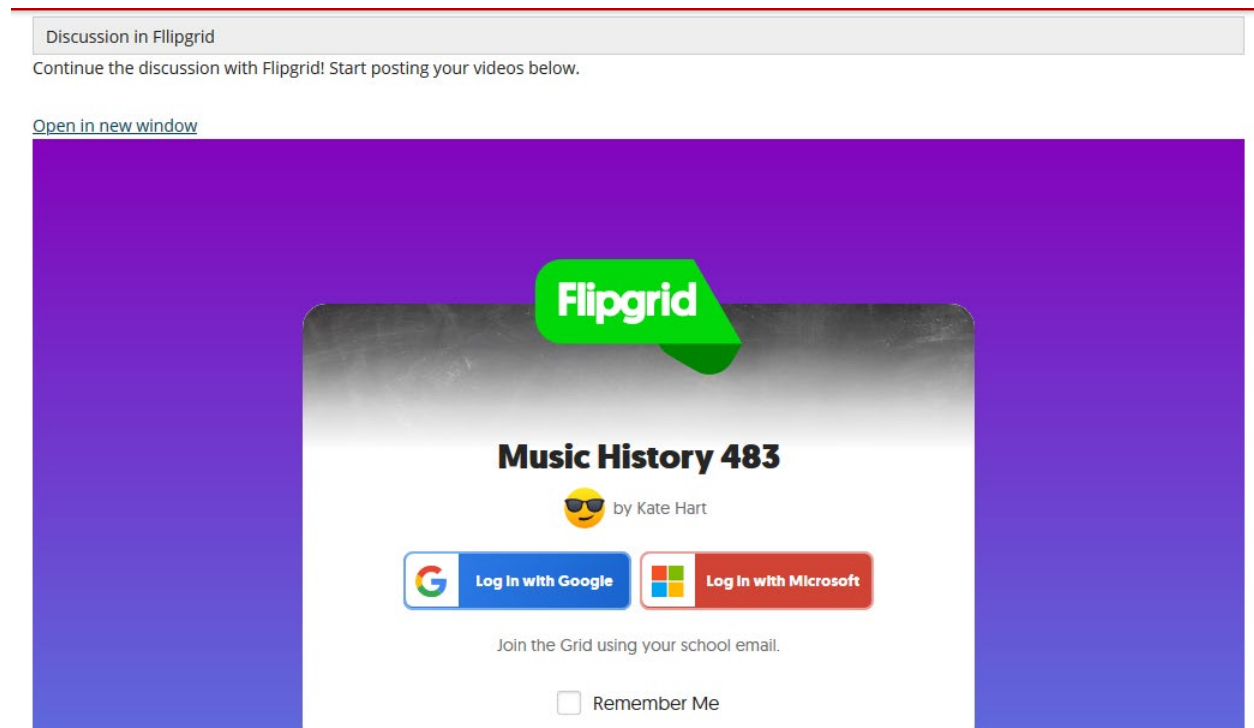 Discussion in Fllipgrid
Continue the discussion with Flipgrid! Start posting your videos below.
Open in new window
Flipgrid
Music History 483
by Kate Hart
Log In with Google
Log In with Microsoft
Join the Grid using your school email.
Remember Me